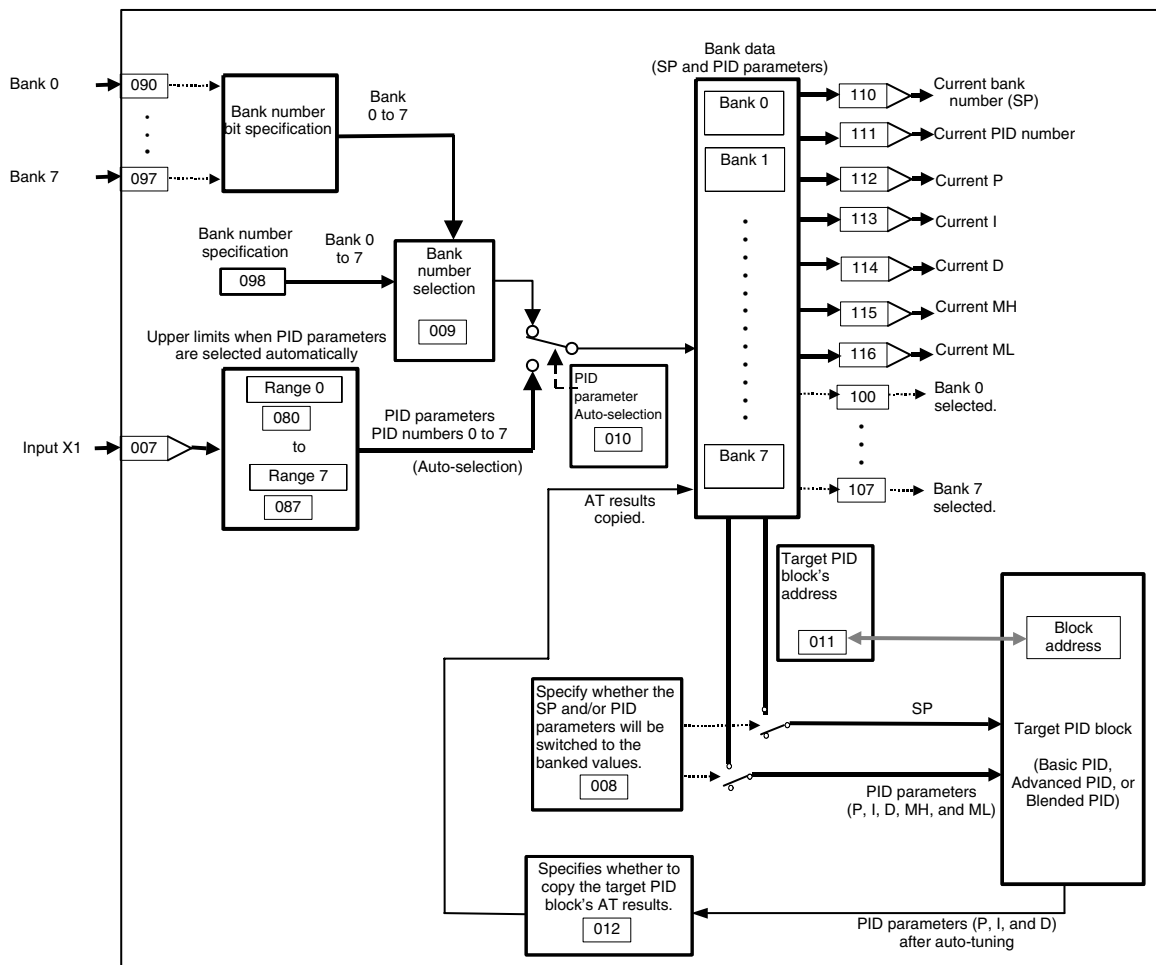 Bank 0
090
Bank number
bit specification
Bank
0 to 7
Bank 7
097
Bank number
specification
098
Bank 0
to 7
Bank
number
selection
009
Upper limits when PID parameters
are selected automatically
Range 0
080
to
Range 7
087
Input X1
007
PID parameters
PID numbers 0 to 7
(Auto-selection)
PID
parameter
Auto-selection
010
Bank data
(SP and PID parameters)
Bank 0
Bank 1
Bank 7
110
Current bank
number (SP)
111
Current PID number
112
Current P
113
Current I
114
Current D
115
Current MH
116
Current ML
100
Bank 0
selected.
107
Bank 7
selected.
AT results
copied.
Target PID
block's
address
011
Block
address
Specify whether the
SP and/or PID
parameters will be
switched to the
banked values.
008
SP
PID parameters
(P, I, D, MH, and ML)
Target PID block
(Basic PID,
Advanced PID, or
Blended PID)
Specifies whether to
copy the target PID
block's AT results.
012
PID parameters (P, I, and D)
after auto-tuning